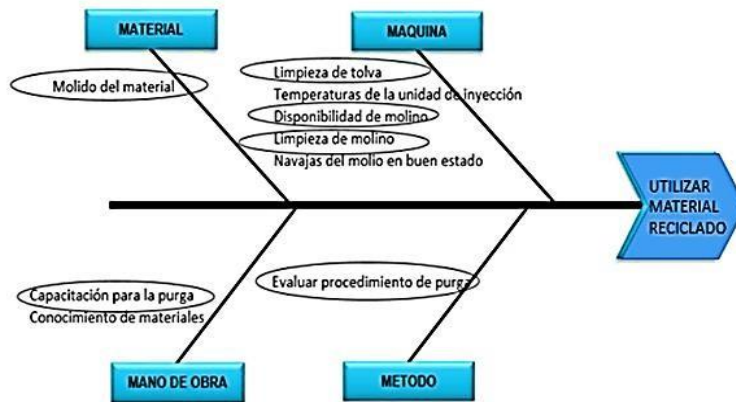 MATERIAL
MAQUINA
Molido del material
Limpieza de tolva
Temperaturas de la unidad de inyección
Disponibilidad de molino
Limpieza de molino
Navajas del molio en buen estado
UTILIZAR
MATERIAL
RECICLADO
Capacitación para la purga
Conocimiento de materiales
Evaluar procedimiento de purga
MANO DE OBRA
METODO